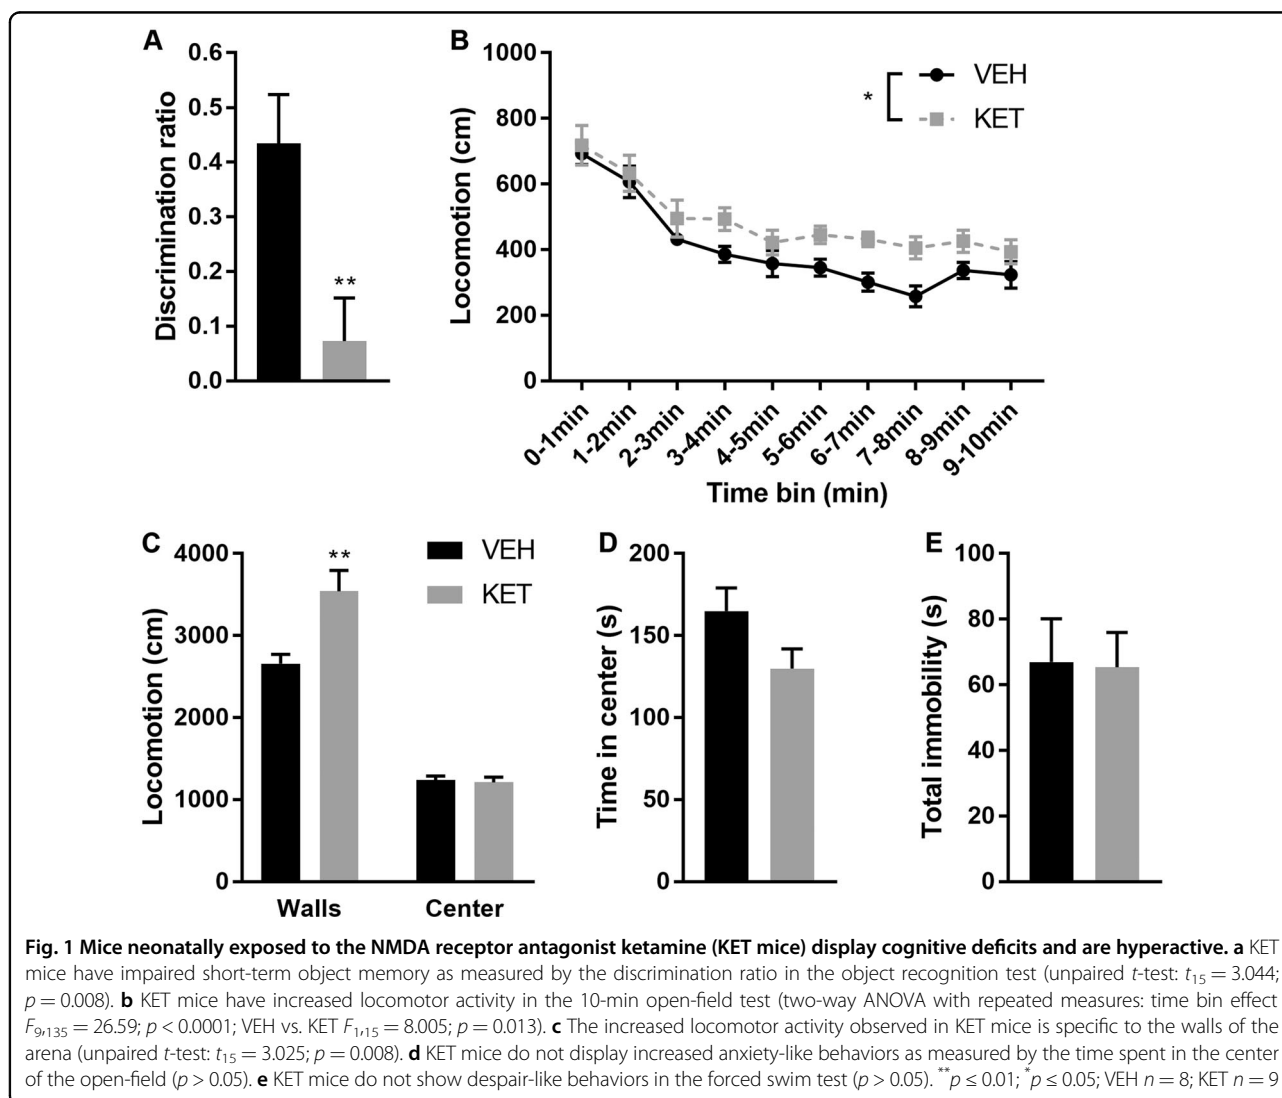 A
Discrimination ratio
0.6
0.5
0.4
0.3
0.2
0.1
0.0
**
B
Locomotion (cm)
1000
800
600
400
200
0
* VEH
KET
0-1min 1-2min 2-3min 3-4min 4-5min 5-6min 6-7min 7-8min 8-9min 9-10min
Time bin (min)
C
Locomotion (cm)
4000
3000
2000
1000
0
**
VEH
KET
Walls Center
D
Time in center (s)
200
150
100
50
0
E
Total immobility (s)
100
80
60
40
20
0
Fig. 1 Mice neonatally exposed to the NMDA receptor antagonist ketamine (KET mice) display cognitive deficits and are hyperactive. a KET
mice have impaired short-term object memory as measured by the discrimination ratio in the object recognition test (unpaired t-test: t₁₅ = 3.044;
p = 0.008). b KET mice have increased locomotor activity in the 10-min open-field test (two-way ANOVA with repeated measures: time bin effect
F₉,₁₃₅ = 26.59; p < 0.0001; VEH vs. KET F₁,₁₅ = 8.005; p = 0.013). c The increased locomotor activity observed in KET mice is specific to the walls of the
arena (unpaired t-test: t₁₅ = 3.025; p = 0.008). d KET mice do not display increased anxiety-like behaviors as measured by the time spent in the center
of the open-field (p > 0.05). e KET mice do not show despair-like behaviors in the forced swim test (p > 0.05). **p ≤ 0.01; *p ≤ 0.05; VEH n = 8; KET n = 9